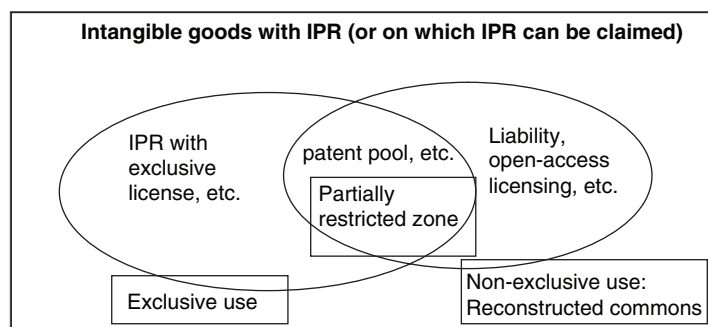 Intangible goods with IPR (or on which IPR can be claimed)
IPR with
exclusive
license, etc.
patent pool, etc.
Partially
restricted zone
Liability,
open-access
licensing, etc.
Exclusive use
Non-exclusive use:
Reconstructed commons